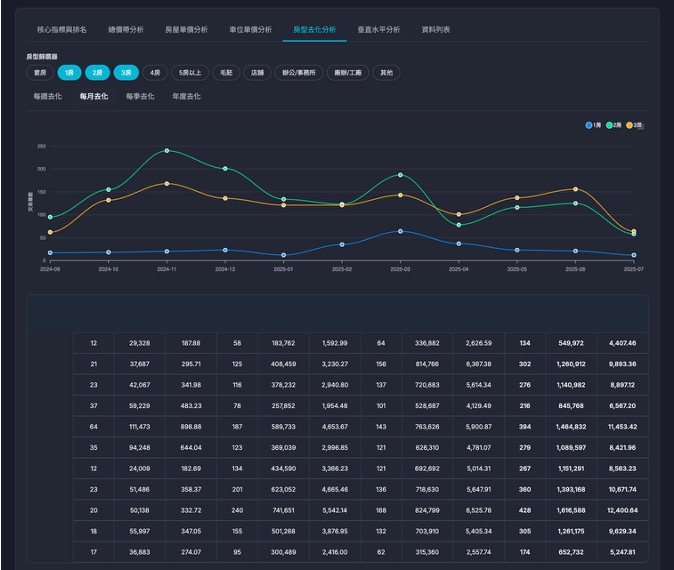 核心指標與排名 總價帶分析 房屋單價分析 車位單價分析 房型去化分析 垂直水平分析 資料列表
房型篩選器
套房 1房 2房 3房 4房 5房以上 毛胚 店舖 辦公/事務所 廠辦/工廠 其他
每週去化 每月去化 每季去化 年度去化
1房 2房 3房
交易筆數
250
200
150
100
50
0
2024-09 2024-10 2024-11 2024-12 2025-01 2025-02 2025-03 2025-04 2025-05 2025-06 2025-07
12 29,328 187.88 58 183,762 1,592.99 64 336,882 2,626.59 134 549,972 4,407.46
21 37,687 295.71 125 408,459 3,230.27 156 814,766 6,367.38 302 1,260,912 9,893.36
23 42,067 341.98 116 378,232 2,940.80 137 720,683 5,614.34 276 1,140,982 8,897.12
37 59,229 483.23 78 257,852 1,954.48 101 528,687 4,129.49 216 845,768 6,567.20
64 111,473 898.88 187 589,733 4,653.67 143 763,626 5,900.87 394 1,464,832 11,453.42
35 94,248 644.04 123 369,039 2,996.85 121 626,310 4,781.07 279 1,089,597 8,421.96
12 24,009 182.69 134 434,590 3,366.23 121 692,692 5,014.31 267 1,151,291 8,563.23
23 51,486 358.37 201 623,052 4,665.46 136 718,630 5,647.91 360 1,393,168 10,671.74
20 50,138 332.72 240 741,651 5,542.14 168 824,799 6,525.78 428 1,616,588 12,400.64
18 55,997 347.05 155 501,268 3,876.95 132 703,910 5,405.34 305 1,261,175 9,629.34
17 36,883 274.07 95 300,489 2,416.00 62 315,360 2,557.74 174 652,732 5,247.81